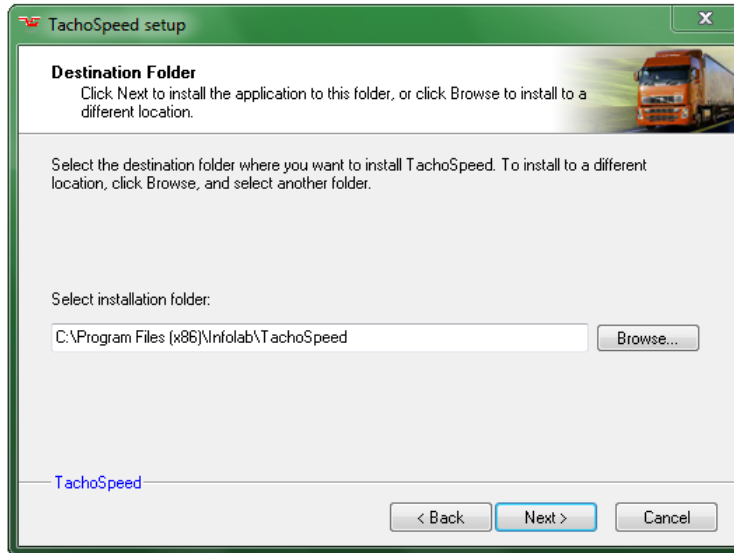 TachoSpeed setup
Destination Folder
Click Next to install the application to this folder, or click Browse to install to a
different location.
Select the destination folder where you want to install TachoSpeed. To install to a different
location, click Browse, and select another folder.
Select installation folder:
C:\Program Files (x86)\Infolab\TachoSpeed
Browse...
TachoSpeed
< Back
Next >
Cancel